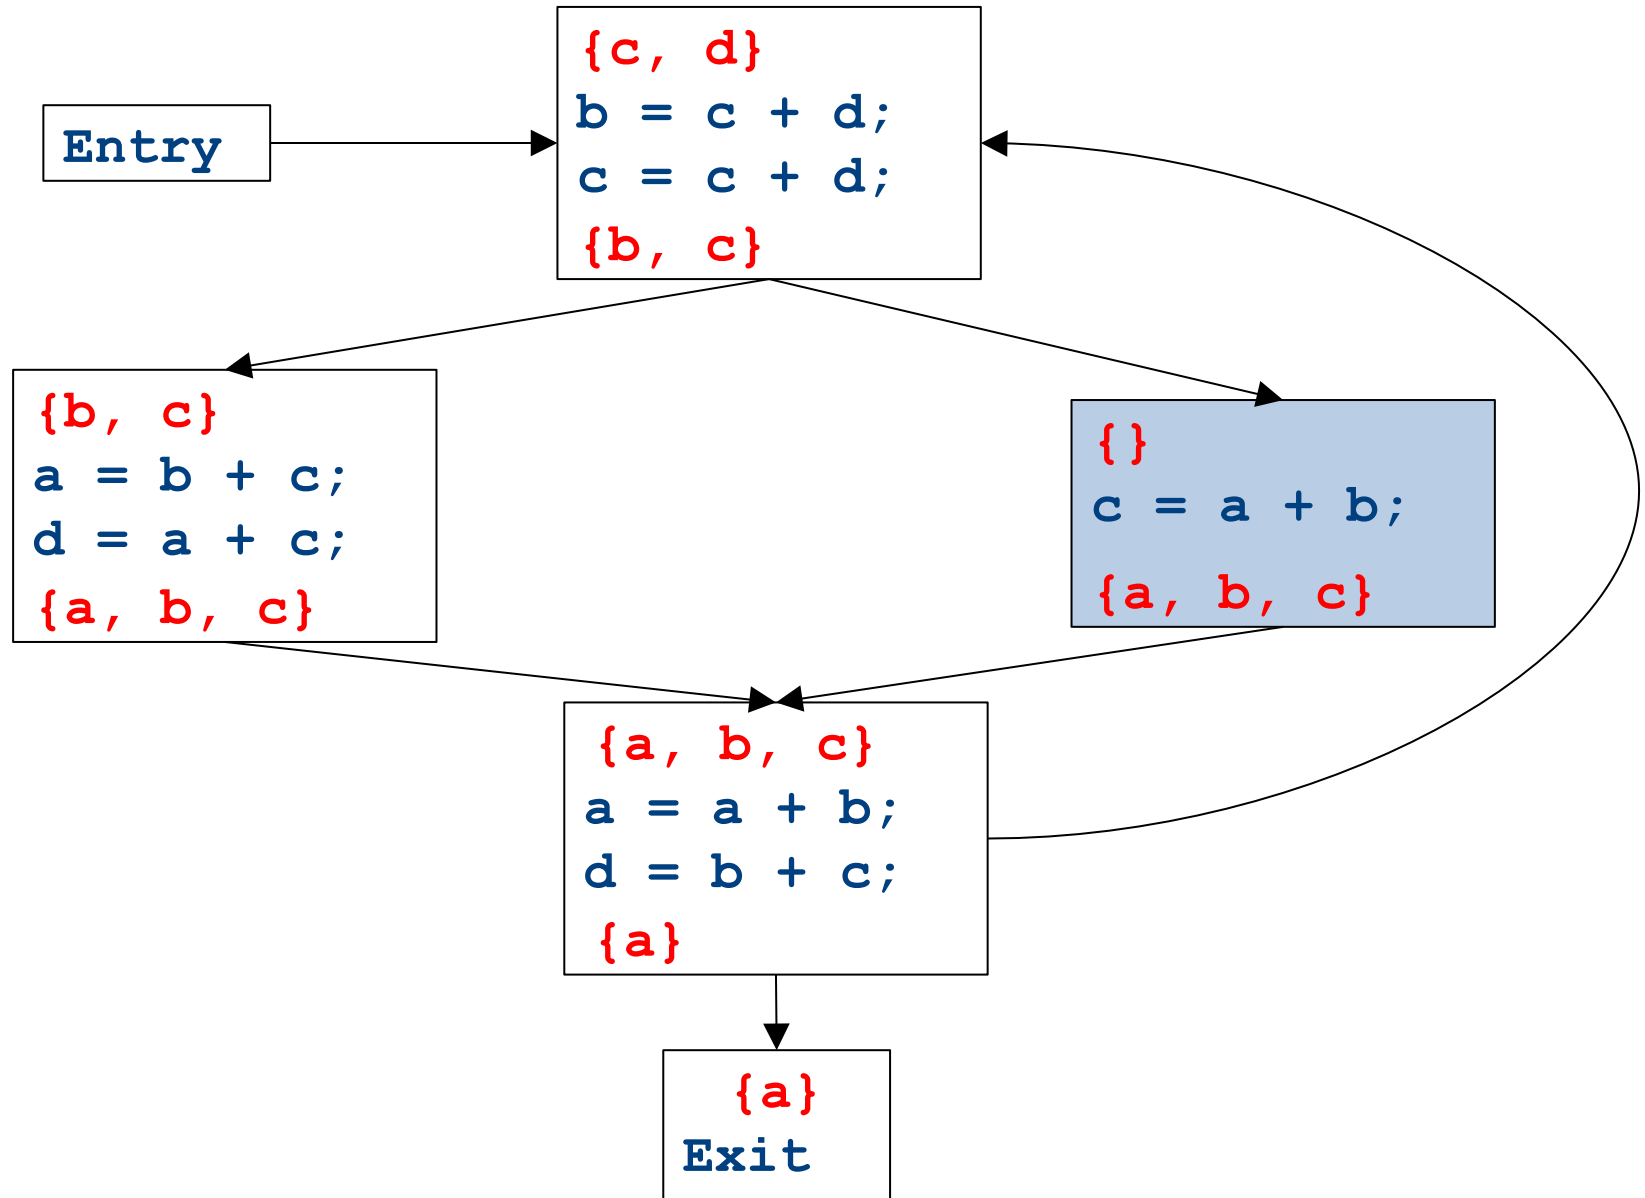 {c, d}
b = c + d;
c = c + d;
{b, c}
Entry
{b, c}
a = b + c;
d = a + c;
{a, b, c}
{}
c = a + b;
{a, b, c}
{a, b, c}
a = a + b;
d = b + c;
{a}
{a}
Exit